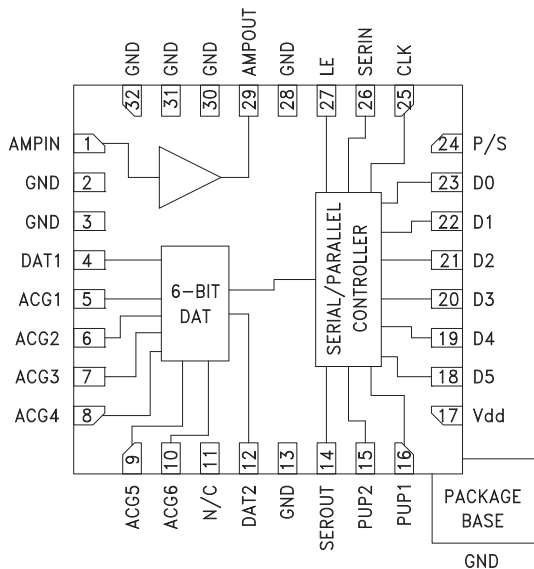 GND
GND
GND
AMPOUT
GND
LE
SERIN
CLK
32
31
30
29
28
27
26
25
AMPIN 1
GND 2
GND 3
DAT1 4
ACG1 5
ACG2 6
ACG3 7
ACG4 8
24 P/S
23 D0
22 D1
21 D2
20 D3
19 D4
18 D5
17 Vdd
6-BIT
DAT
SERIAL/PARALLEL
CONTROLLER
9
10
11
12
13
14
15
16
ACG5
ACG6
N/C
DAT2
GND
SEROUT
PUP2
PUP1
PACKAGE
BASE
GND